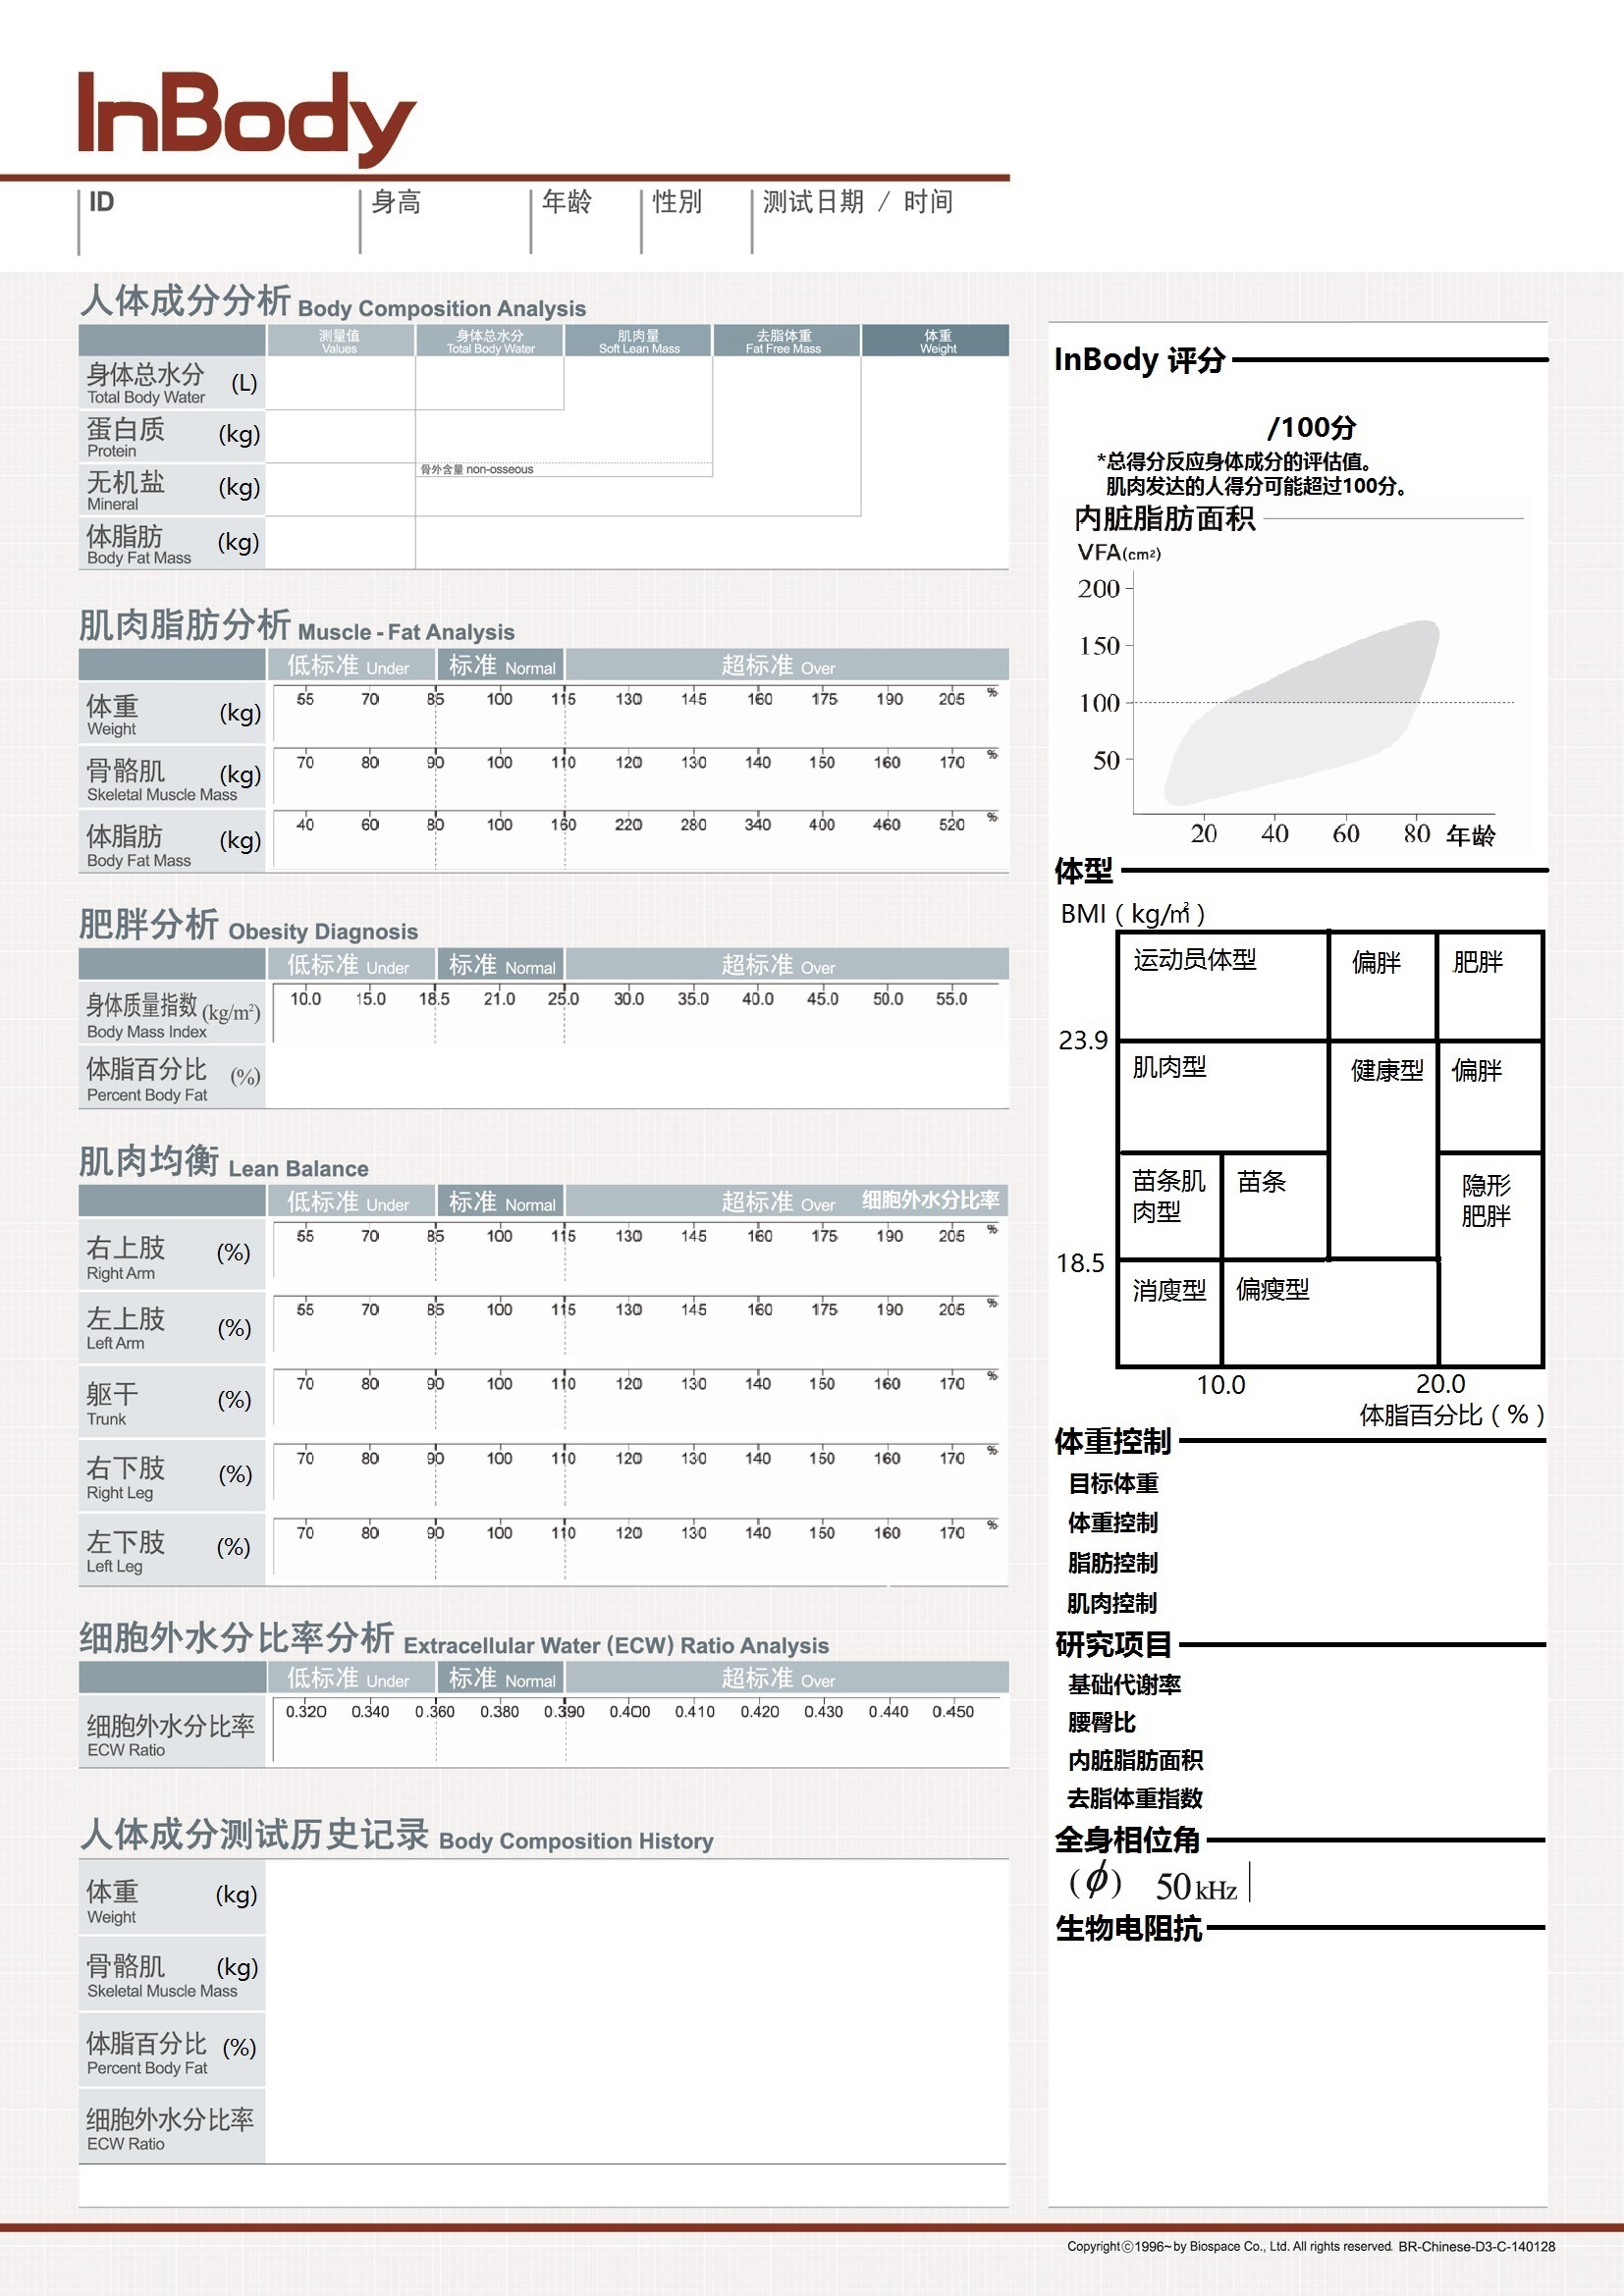 InBody
ID 身高 年龄 性别 测试日期 / 时间
人体成分分析 Body Composition Analysis
测量值 身体总水分 肌肉量 去脂体重 体重
Values Total Body Water Soft Lean Mass Fat Free Mass Weight
身体总水分 (L)
Total Body Water
蛋白质 (kg)
Protein
骨外含量 non-osseous
无机盐 (kg)
Mineral
体脂肪 (kg)
Body Fat Mass
肌肉脂肪分析 Muscle - Fat Analysis
低标准 Under 标准 Normal 超标准 Over
55 70 85 100 115 130 145 160 175 190 205 %
体重 (kg)
Weight
70 80 90 100 110 120 130 140 150 160 170 %
骨骼肌 (kg)
Skeletal Muscle Mass
40 60 80 100 160 220 280 340 400 460 520 %
体脂肪 (kg)
Body Fat Mass
肥胖分析 Obesity Diagnosis
低标准 Under 标准 Normal 超标准 Over
10.0 15.0 18.5 21.0 25.0 30.0 35.0 40.0 45.0 50.0 55.0
身体质量指数 (kg/m²)
Body Mass Index
体脂百分比 (%)
Percent Body Fat
肌肉均衡 Lean Balance
低标准 Under 标准 Normal 超标准 Over 细胞外水分比率
55 70 85 100 115 130 145 160 175 190 205 %
右上肢 (%)
Right Arm
55 70 85 100 115 130 145 160 175 190 205 %
左上肢 (%)
Left Arm
70 80 90 100 110 120 130 140 150 160 170 %
躯干 (%)
Trunk
70 80 90 100 110 120 130 140 150 160 170 %
右下肢 (%)
Right Leg
70 80 90 100 110 120 130 140 150 160 170 %
左下肢 (%)
Left Leg
细胞外水分比率分析 Extracellular Water (ECW) Ratio Analysis
低标准 Under 标准 Normal 超标准 Over
0.320 0.340 0.360 0.380 0.390 0.400 0.410 0.420 0.430 0.440 0.450
细胞外水分比率
ECW Ratio
人体成分测试历史记录 Body Composition History
体重 (kg)
Weight
骨骼肌 (kg)
Skeletal Muscle Mass
体脂百分比 (%)
Percent Body Fat
细胞外水分比率
ECW Ratio
InBody 评分
/100分
*总得分反应身体成分的评估值。
肌肉发达的人得分可能超过100分。
内脏脂肪面积
VFA(cm²)
200
150
100
50
20 40 60 80 年龄
体型
BMI（kg/㎡）
运动员体型 偏胖 肥胖
23.9
肌肉型 健康型 偏胖
苗条肌肉型 苗条 隐形肥胖
18.5
消瘦型 偏瘦型
10.0 20.0
体脂百分比（%）
体重控制
目标体重
体重控制
脂肪控制
肌肉控制
研究项目
基础代谢率
腰臀比
内脏脂肪面积
去脂体重指数
全身相位角
(ϕ) 50 kHz
生物电阻抗
Copyright ⓒ 1996~ by Biospace Co., Ltd. All rights reserved. BR-Chinese-D3-C-140128